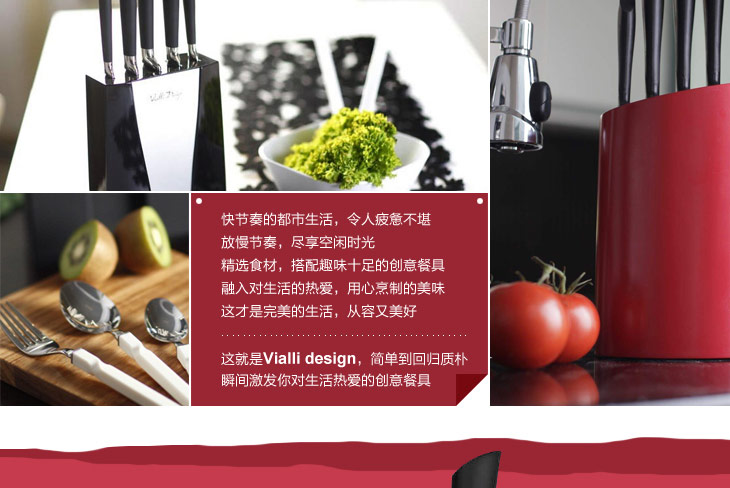 Vialli Design
快节奏的都市生活，令人疲惫不堪
放慢节奏，尽享空闲时光
精选食材，搭配趣味十足的创意餐具
融入对生活的热爱，用心烹制的美味
这才是完美的生活，从容又美好
这就是Vialli design，简单到回归质朴
瞬间激发你对生活热爱的创意餐具